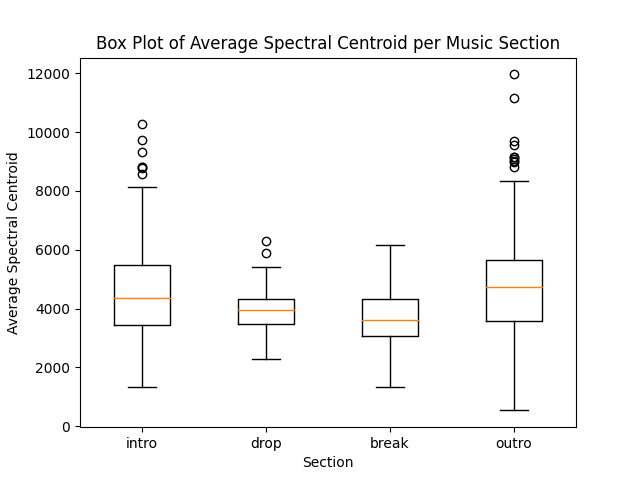 Box Plot of Average Spectral Centroid per Music Section
12000
10000
8000
6000
4000
2000
0
Average Spectral Centroid
intro drop break outro
Section